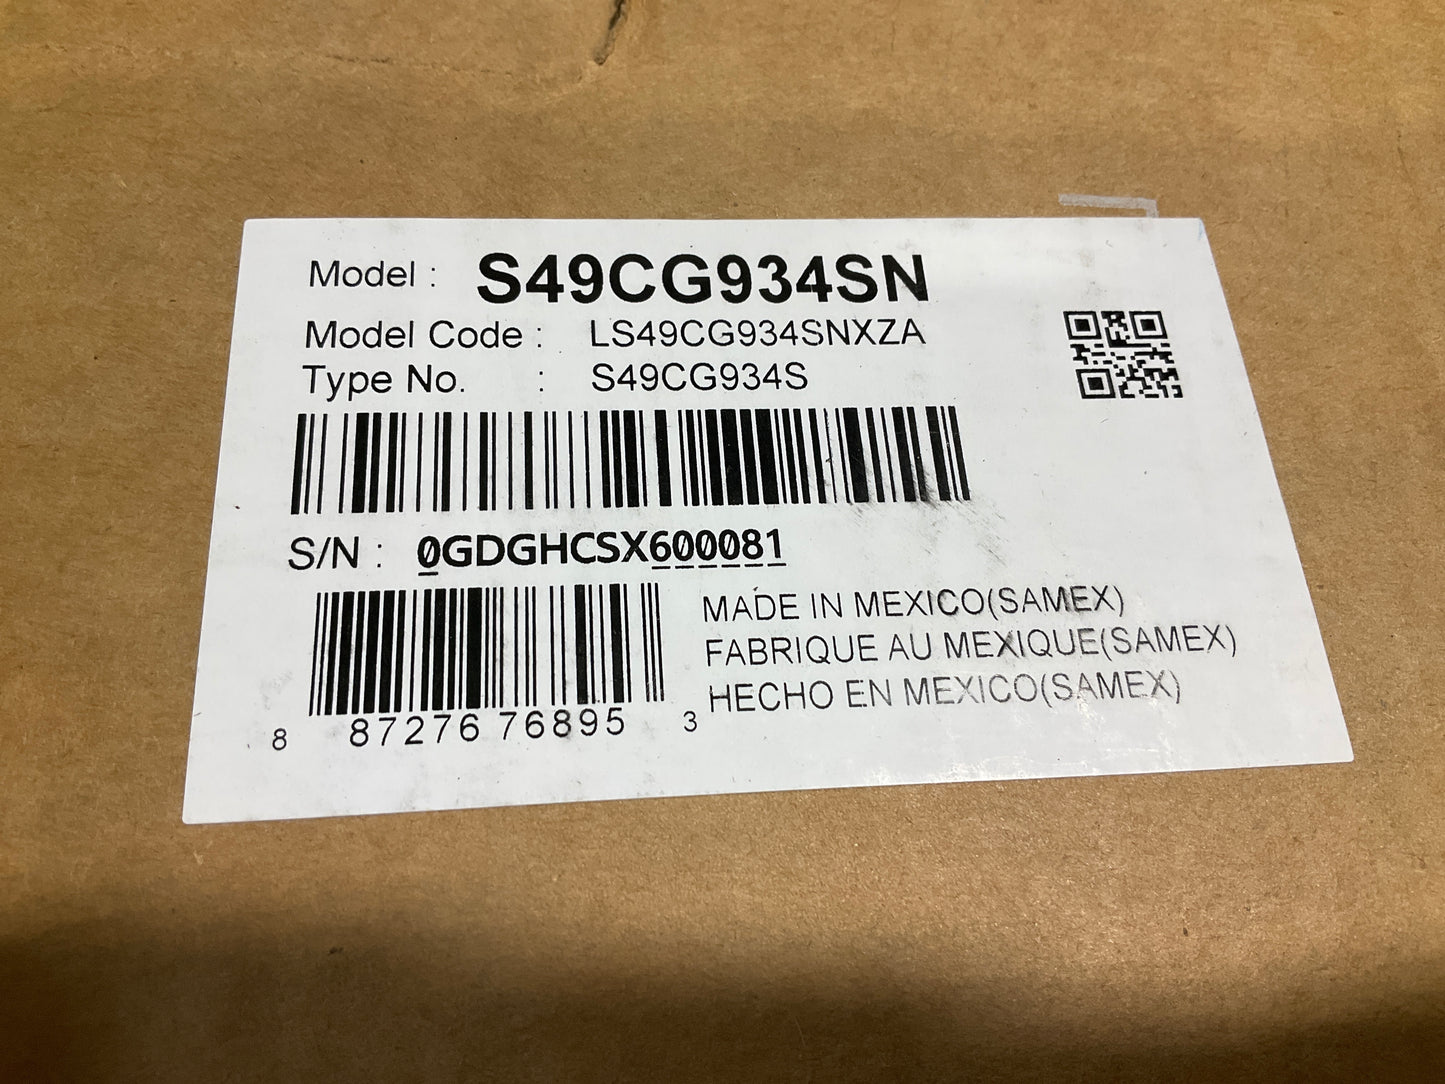 Model : S49CG934SN
Model Code : LS49CG934SNXZA
Type No. : S49CG934S
S/N : 0GDGHCSX600081
MADE IN MEXICO(SAMEX)
FABRIQUE AU MEXIQUE(SAMEX)
HECHO EN MEXICO(SAMEX)
8 87276 76895 3